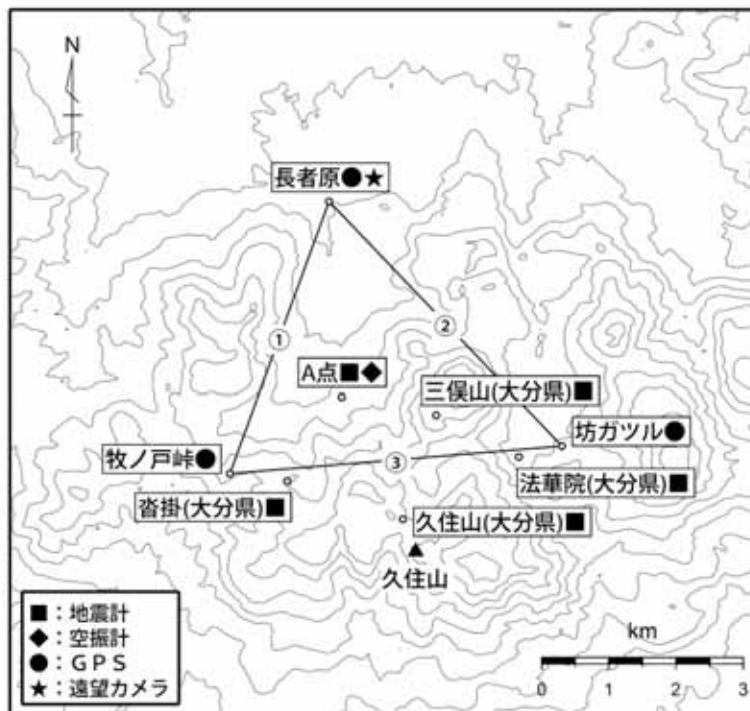 N
長者原●★
①
②
A点■◆
三俣山(大分県)■
坊ガツル●
牧ノ戸峠●
③
法華院(大分県)■
沓掛(大分県)■
久住山(大分県)■
▲
久住山
■:地震計
◆:空振計
●:GPS
★:遠望カメラ
km
0 1 2 3